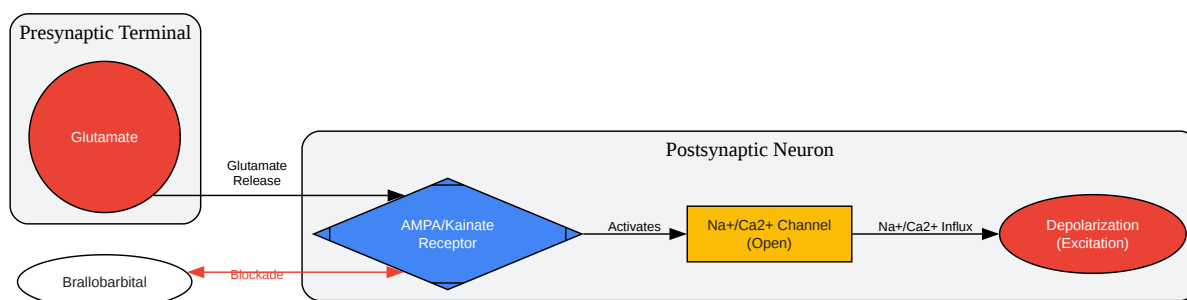 Presynaptic Terminal
Glutamate
Glutamate
Release
Postsynaptic Neuron
AMPA/Kainate
Receptor
Activates
Na+/Ca2+ Channel
(Open)
Na+/Ca2+ Influx
Depolarization
(Excitation)
Brallobarbital
Blockade